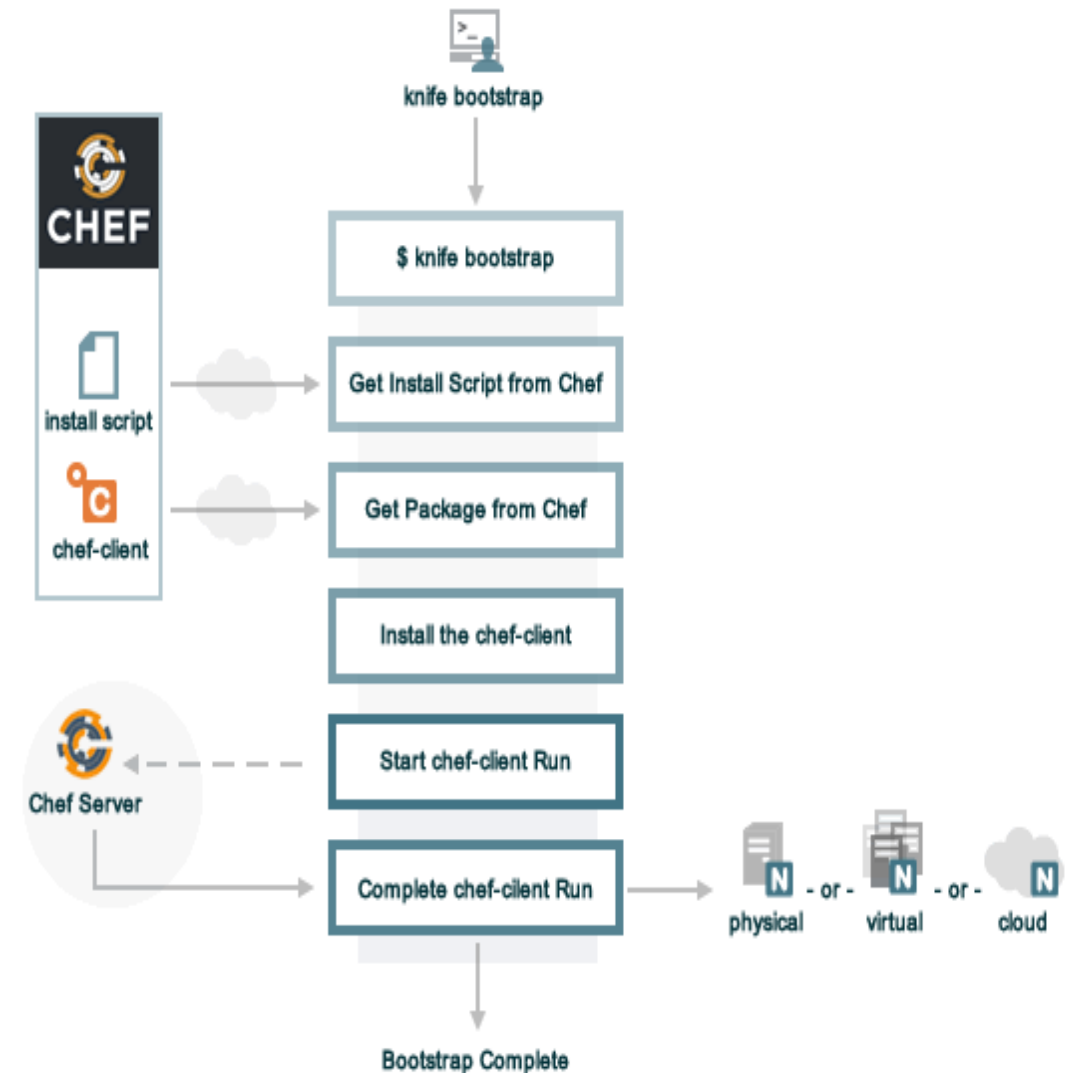 >_
knife bootstrap
CHEF
$ knife bootstrap
Get Install Script from Chef
install script
Get Package from Chef
C
chef-client
Install the chef-client
Start chef-client Run
Chef Server
Complete chef-cilent Run
N - or - N - or - N
physical virtual cloud
Bootstrap Complete